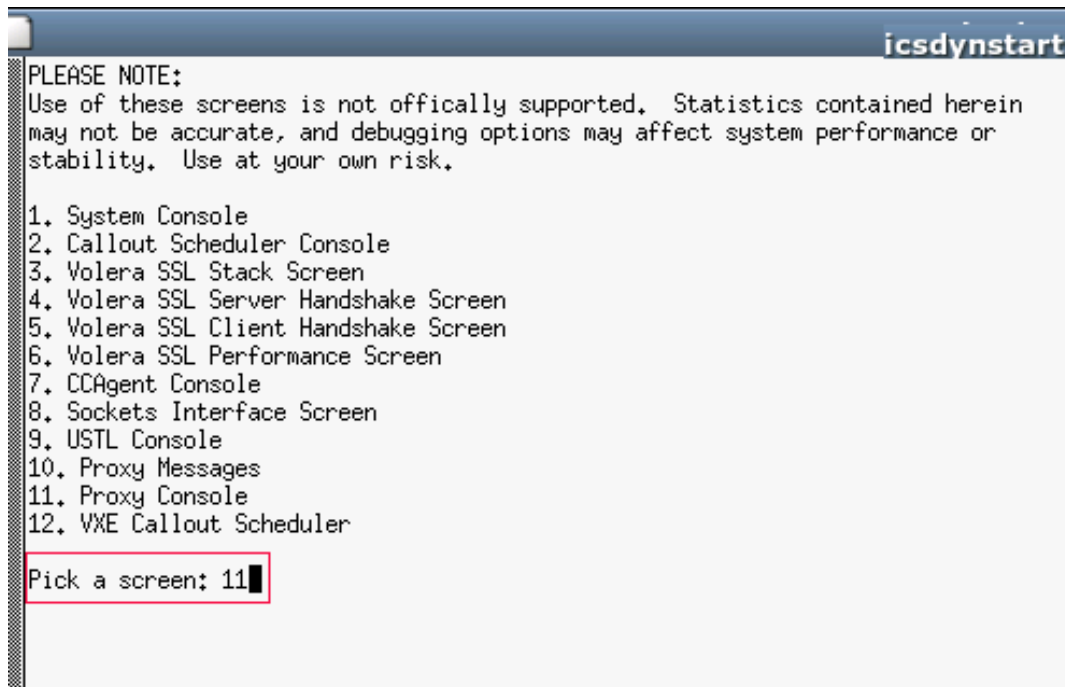 icsdynstart
PLEASE NOTE:
Use of these screens is not offically supported.  Statistics contained herein
may not be accurate, and debugging options may affect system performance or
stability.  Use at your own risk.
1. System Console
2. Callout Scheduler Console
3. Volera SSL Stack Screen
4. Volera SSL Server Handshake Screen
5. Volera SSL Client Handshake Screen
6. Volera SSL Performance Screen
7. CCAgent Console
8. Sockets Interface Screen
9. USTL Console
10. Proxy Messages
11. Proxy Console
12. VXE Callout Scheduler
Pick a screen: 11